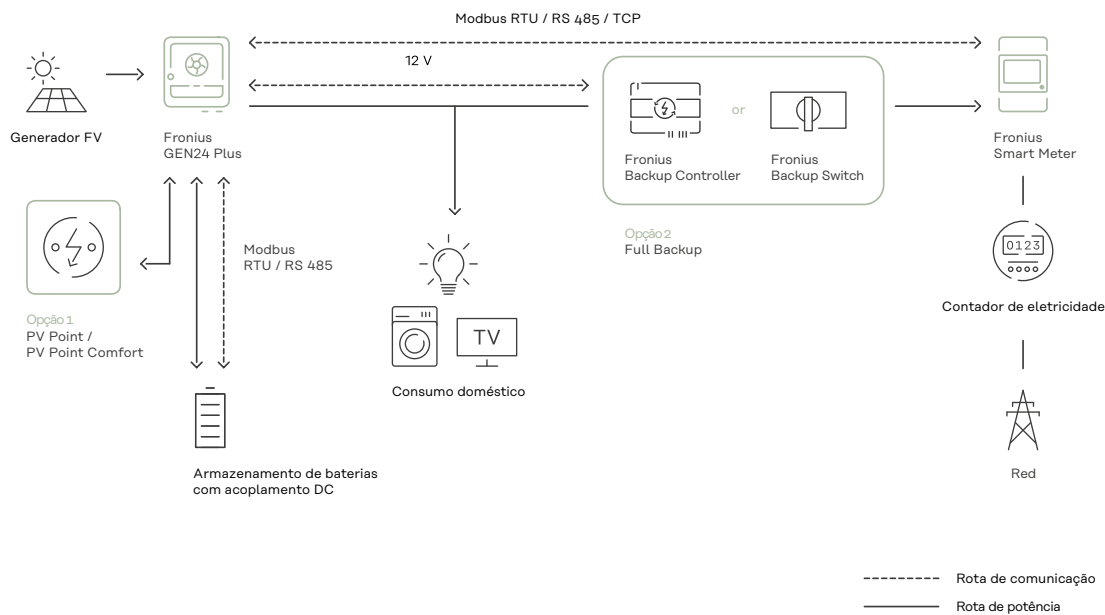 Modbus RTU / RS 485 / TCP
12 V
Generador FV
Fronius
GEN24 Plus
or
Fronius
Backup Controller
Fronius
Backup Switch
Fronius
Smart Meter
Opção 2
Full Backup
Modbus
RTU / RS 485
0123
Contador de eletricidade
Opção 1
PV Point /
PV Point Comfort
TV
Consumo doméstico
Armazenamento de baterias
com acoplamento DC
Red
Rota de comunicação
Rota de potência